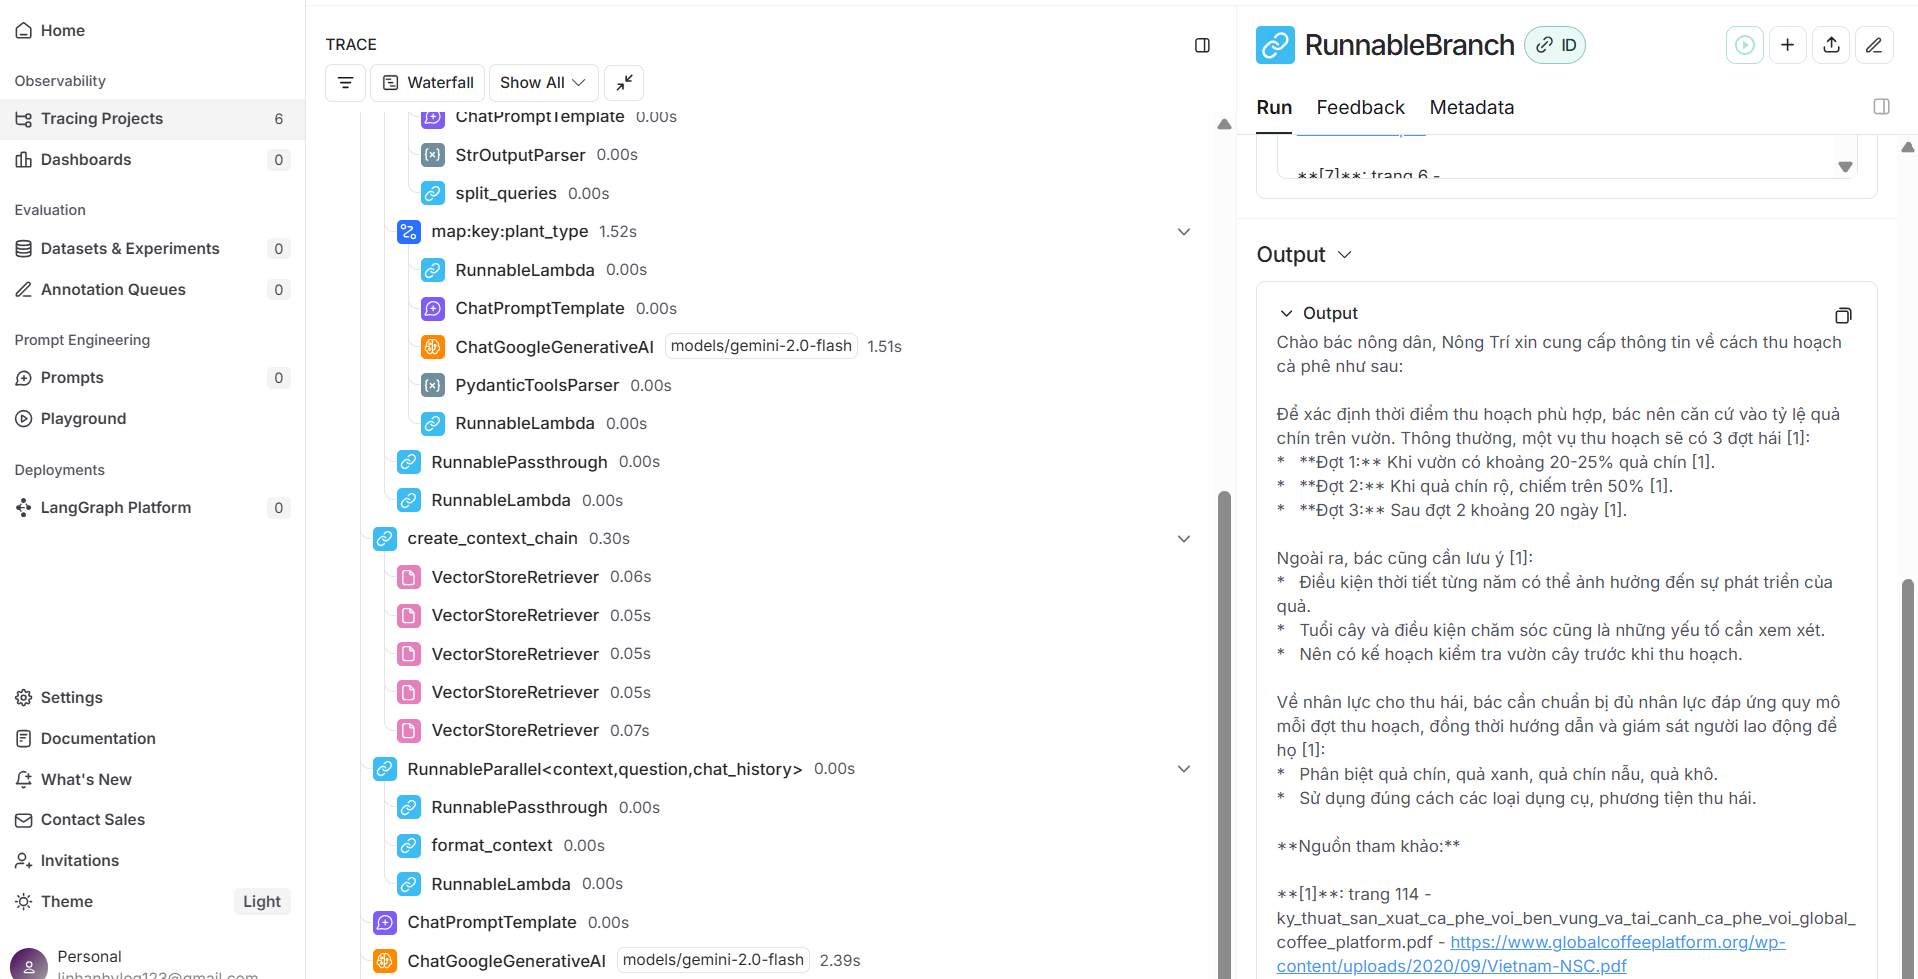 Home
Observability
Tracing Projects 6
Dashboards 0
Evaluation
Datasets & Experiments 0
Annotation Queues 0
Prompt Engineering
Prompts 0
Playground
Deployments
LangGraph Platform 0
Settings
Documentation
What's New
Contact Sales
Invitations
Theme Light
Personal
linhanhylog123@gmail.com
TRACE
Waterfall Show All
ChatPromptTemplate 0.00s
StrOutputParser 0.00s
split_queries 0.00s
map:key:plant_type 1.52s
RunnableLambda 0.00s
ChatPromptTemplate 0.00s
ChatGoogleGenerativeAI models/gemini-2.0-flash 1.51s
PydanticToolsParser 0.00s
RunnableLambda 0.00s
RunnablePassthrough 0.00s
RunnableLambda 0.00s
create_context_chain 0.30s
VectorStoreRetriever 0.06s
VectorStoreRetriever 0.05s
VectorStoreRetriever 0.05s
VectorStoreRetriever 0.05s
VectorStoreRetriever 0.07s
RunnableParallel<context,question,chat_history> 0.00s
RunnablePassthrough 0.00s
format_context 0.00s
RunnableLambda 0.00s
ChatPromptTemplate 0.00s
ChatGoogleGenerativeAI models/gemini-2.0-flash 2.39s
RunnableBranch ID
Run Feedback Metadata
**[7]**: trang 6 -
Output
Output
Chào bác nông dân, Nông Trí xin cung cấp thông tin về cách thu hoạch
cà phê như sau:
Để xác định thời điểm thu hoạch phù hợp, bác nên căn cứ vào tỷ lệ quả
chín trên vườn. Thông thường, một vụ thu hoạch sẽ có 3 đợt hái [1]:
* **Đợt 1:** Khi vườn có khoảng 20-25% quả chín [1].
* **Đợt 2:** Khi quả chín rộ, chiếm trên 50% [1].
* **Đợt 3:** Sau đợt 2 khoảng 20 ngày [1].
Ngoài ra, bác cũng cần lưu ý [1]:
* Điều kiện thời tiết từng năm có thể ảnh hưởng đến sự phát triển của
quả.
* Tuổi cây và điều kiện chăm sóc cũng là những yếu tố cần xem xét.
* Nên có kế hoạch kiểm tra vườn cây trước khi thu hoạch.
Về nhân lực cho thu hái, bác cần chuẩn bị đủ nhân lực đáp ứng quy mô
mỗi đợt thu hoạch, đồng thời hướng dẫn và giám sát người lao động để
họ [1]:
* Phân biệt quả chín, quả xanh, quả chín nẫu, quả khô.
* Sử dụng đúng cách các loại dụng cụ, phương tiện thu hái.
**Nguồn tham khảo:**
**[1]**: trang 114 -
ky_thuat_san_xuat_ca_phe_voi_ben_vung_va_tai_canh_ca_phe_voi_global_
coffee_platform.pdf - https://www.globalcoffeeplatform.org/wp-
content/uploads/2020/09/Vietnam-NSC.pdf